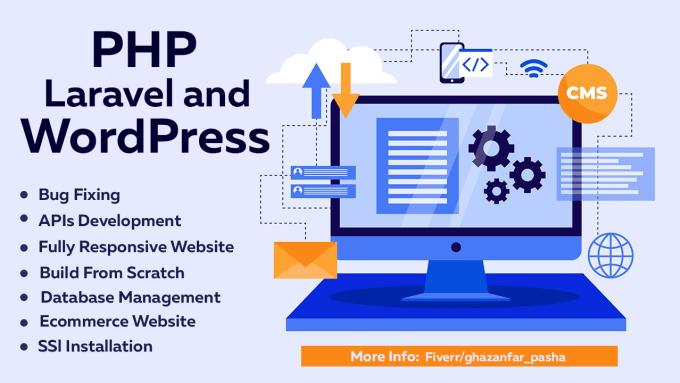 PHP
Laravel and
WordPress
Bug Fixing
APIs Development
Fully Responsive Website
Build From Scratch
Database Management
Ecommerce Website
SSl Installation
</>
CMS
More Info: Fiverr/ghazanfar_pasha